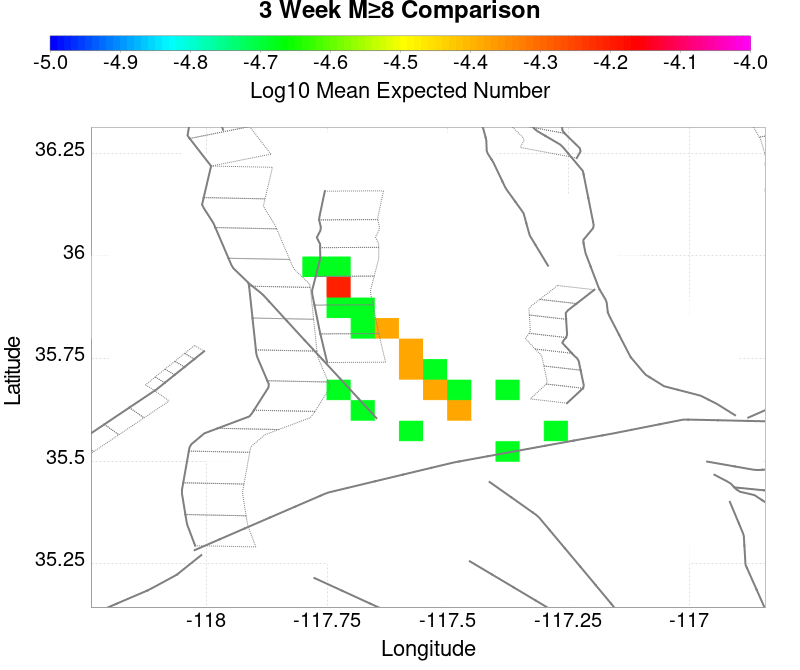 3 Week M≥8 Comparison
-5.0 -4.9 -4.8 -4.7 -4.6 -4.5 -4.4 -4.3 -4.2 -4.1 -4.0
Log10 Mean Expected Number
36.25
36
35.75
35.5
35.25
Latitude
-118 -117.75 -117.5 -117.25 -117
Longitude